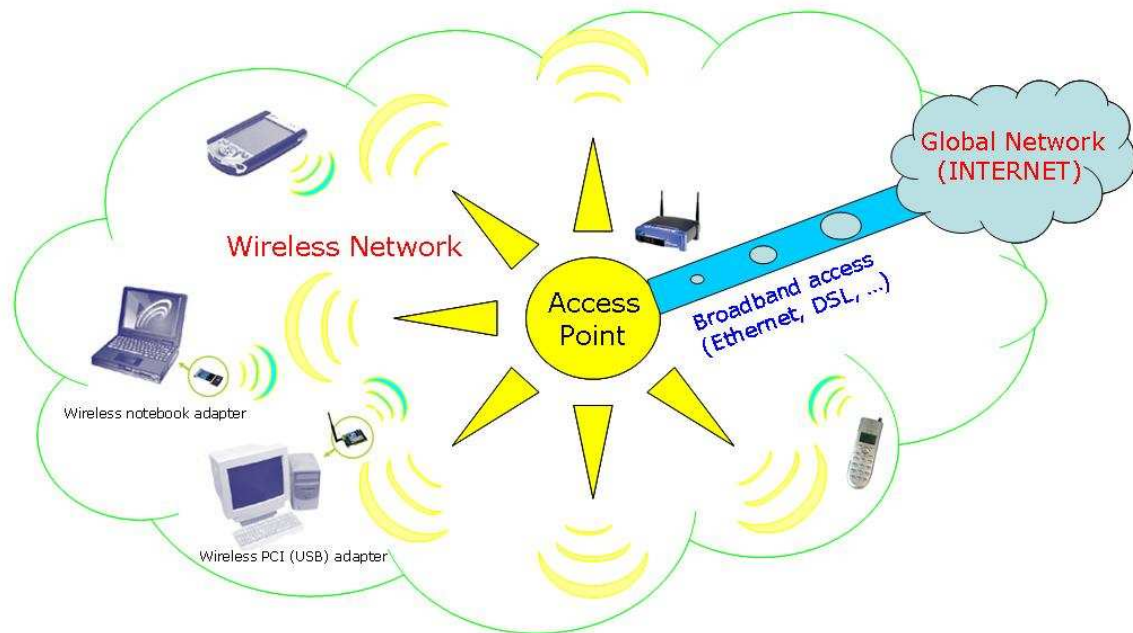 Global Network
(INTERNET)
Wireless Network
Access
Point
Broadband access
(Ethernet, DSL, ...)
Wireless notebook adapter
Wireless PCI (USB) adapter